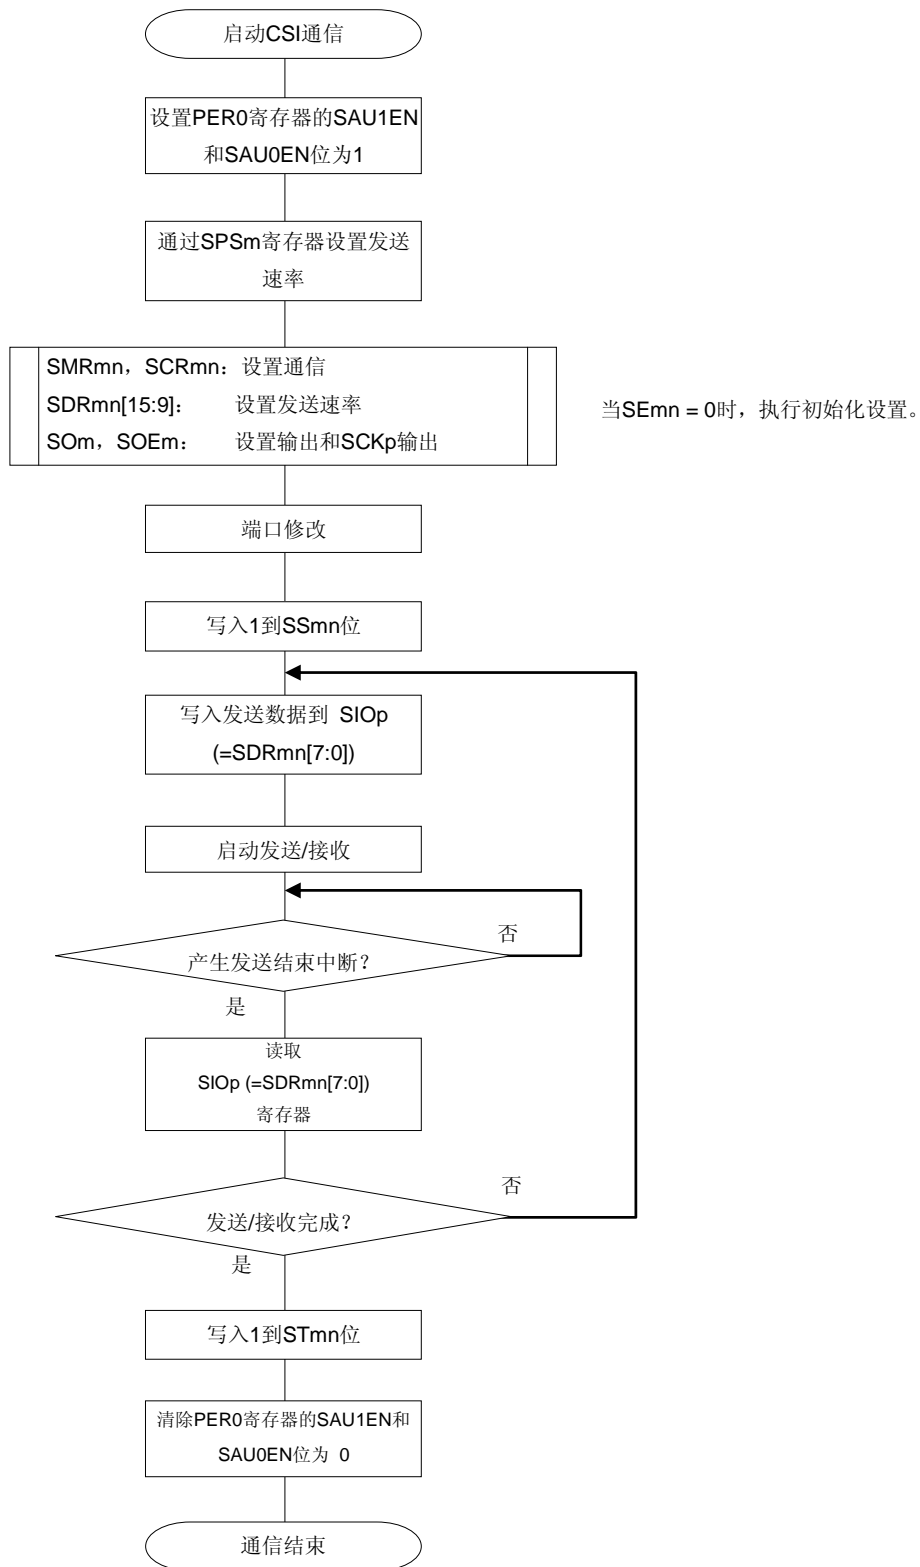 启动CSI通信
设置PER0寄存器的SAU1EN
和SAU0EN位为1
通过SPSm寄存器设置发送
速率
SMRmn，SCRmn：设置通信
SDRmn[15:9]： 设置发送速率
SOm，SOEm： 设置输出和SCKp输出
当SEmn = 0时，执行初始化设置。
端口修改
写入1到SSmn位
写入发送数据到 SIOp
(=SDRmn[7:0])
启动发送/接收
否
产生发送结束中断？
是
读取
SIOp (=SDRmn[7:0])
寄存器
否
发送/接收完成？
是
写入1到STmn位
清除PER0寄存器的SAU1EN和
SAU0EN位为 0
通信结束